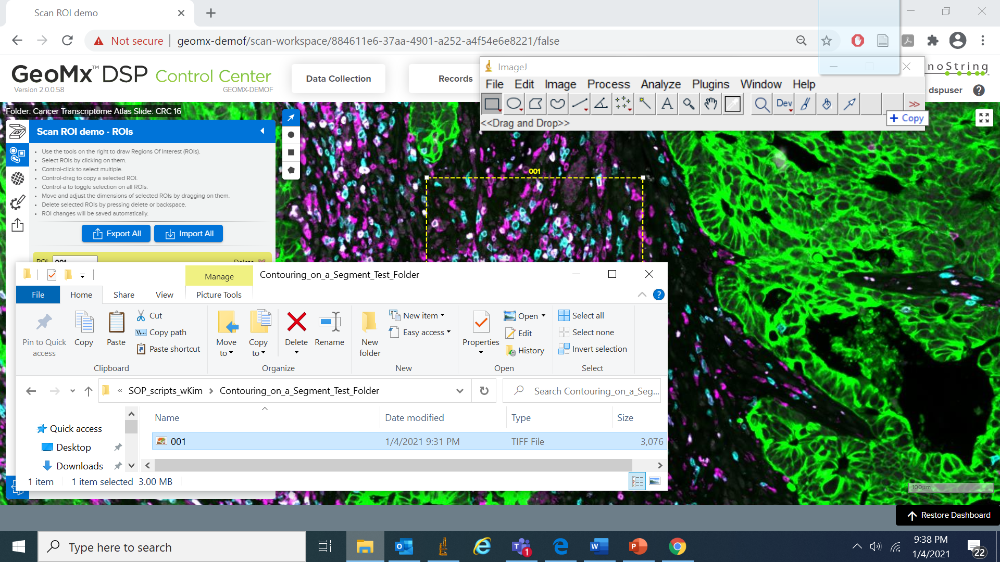 Scan ROI demo
Not secure
geomx-demof/scan-workspace/884611e6-37aa-4901-a252-a4f54e6e8221/false
GeoMx™ DSP Control Center
Version 2.0.0.58
GEOMX-DEMOF
Data Collection
Records
noString
dspuser
ImageJ
File Edit Image Process Analyze Plugins Window Help
A
Dev
>>
<<Drag and Drop>>
+ Copy
Folder: Cancer Transcriptome Atlas Slide: CRC 16
Scan ROI demo - ROIs
• Use the tools on the right to draw Regions Of Interest (ROIs).
• Select ROIs by clicking on them.
• Control-click to select multiple.
• Control-drag to copy a selected ROI.
• Control-a to toggle selection on all ROIs.
• Move and adjust the dimensions of selected ROIs by dragging on them.
• Delete selected ROIs by pressing delete or backspace.
• ROI changes will be saved automatically.
Export All
Import All
ROI: 001
Delete
001
Manage
Contouring_on_a_Segment_Test_Folder
File Home Share View Picture Tools
Pin to Quick access
Copy
Paste
Cut
Copy path
Paste shortcut
Clipboard
Move to
Copy to
Delete
Rename
Organize
New folder
New item
Easy access
New
Properties
Open
Edit
History
Open
Select all
Select none
Invert selection
Select
« SOP_scripts_wKim > Contouring_on_a_Segment_Test_Folder
Search Contouring_on_a_Seg...
Name Date modified Type Size
001 1/4/2021 9:31 PM TIFF File 3,076
Quick access
Desktop
Downloads
1 item 1 item selected 3.00 MB
100µm
Restore Dashboard
Type here to search
1
9:38 PM
1/4/2021
22